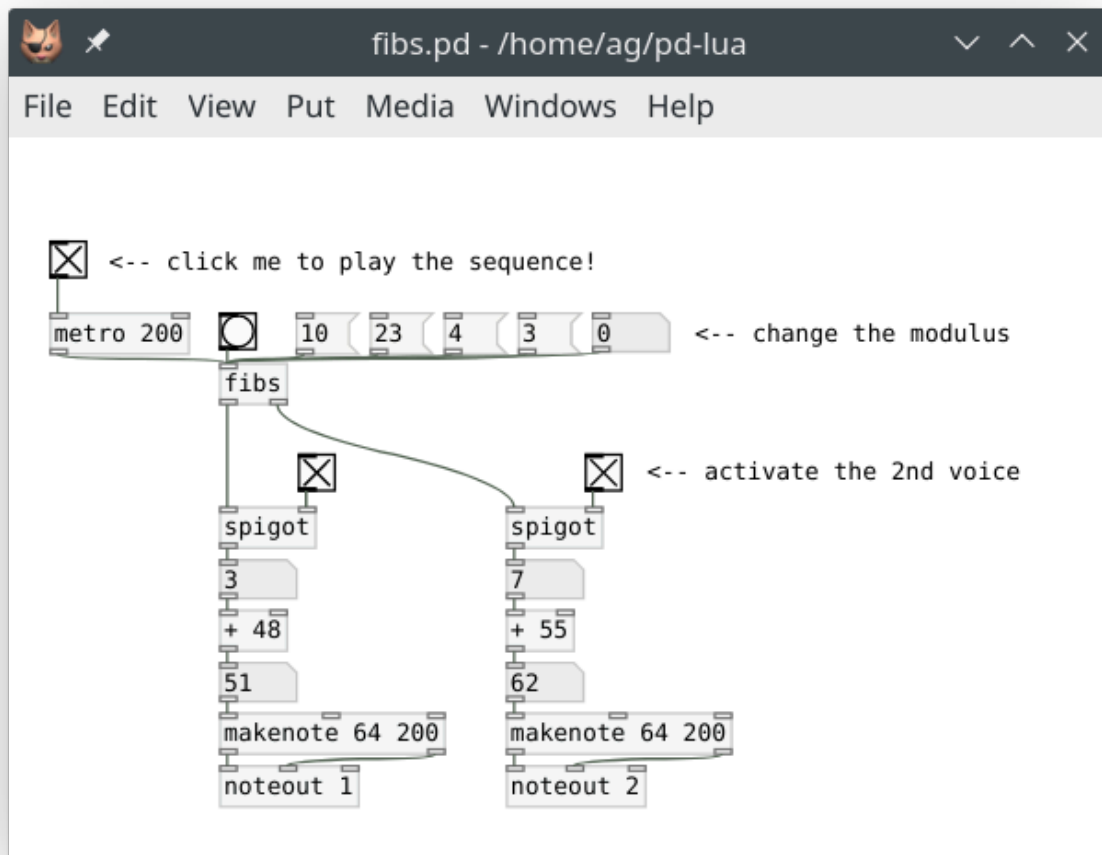 fibs.pd - /home/ag/pd-lua
File Edit View Put Media Windows Help
<-- click me to play the sequence!
metro 200 10 23 4 3 0 <-- change the modulus
fibs
<-- activate the 2nd voice
spigot spigot
3 7
+ 48 + 55
51 62
makenote 64 200 makenote 64 200
noteout 1 noteout 2